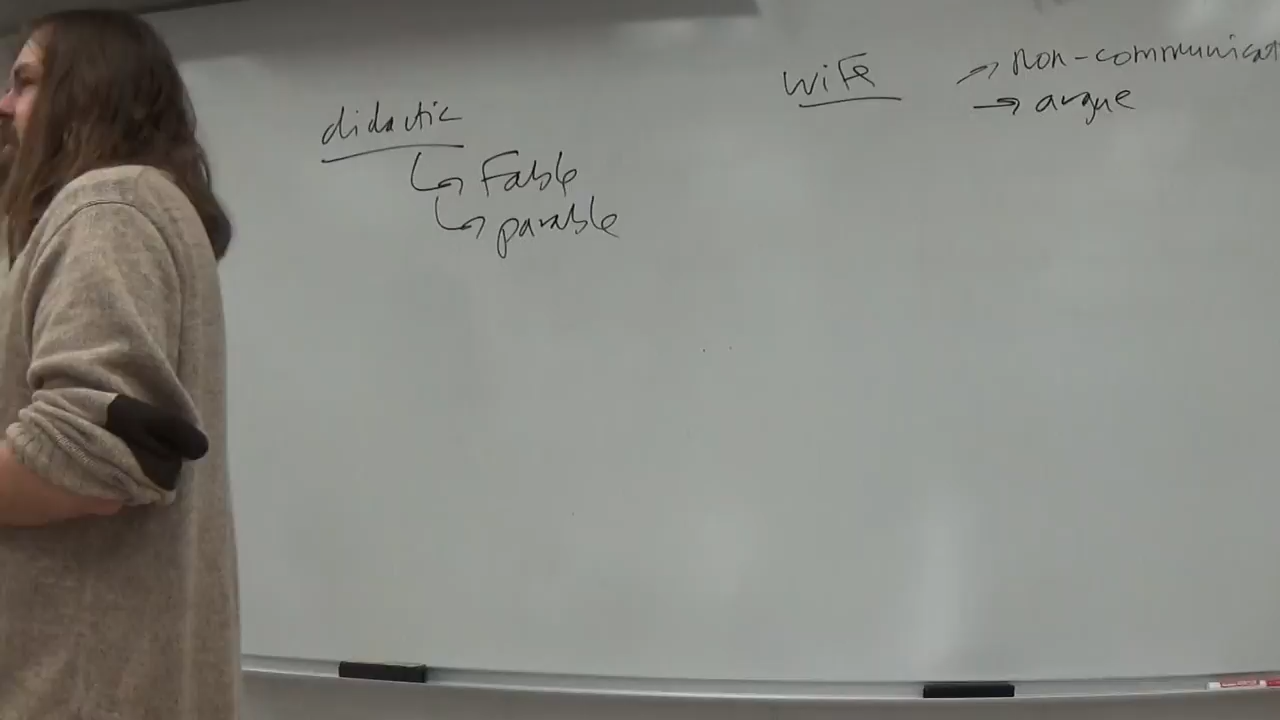 didactic
↳ Fable
↳ parable
wiFe
→ non-communicat
→ argue